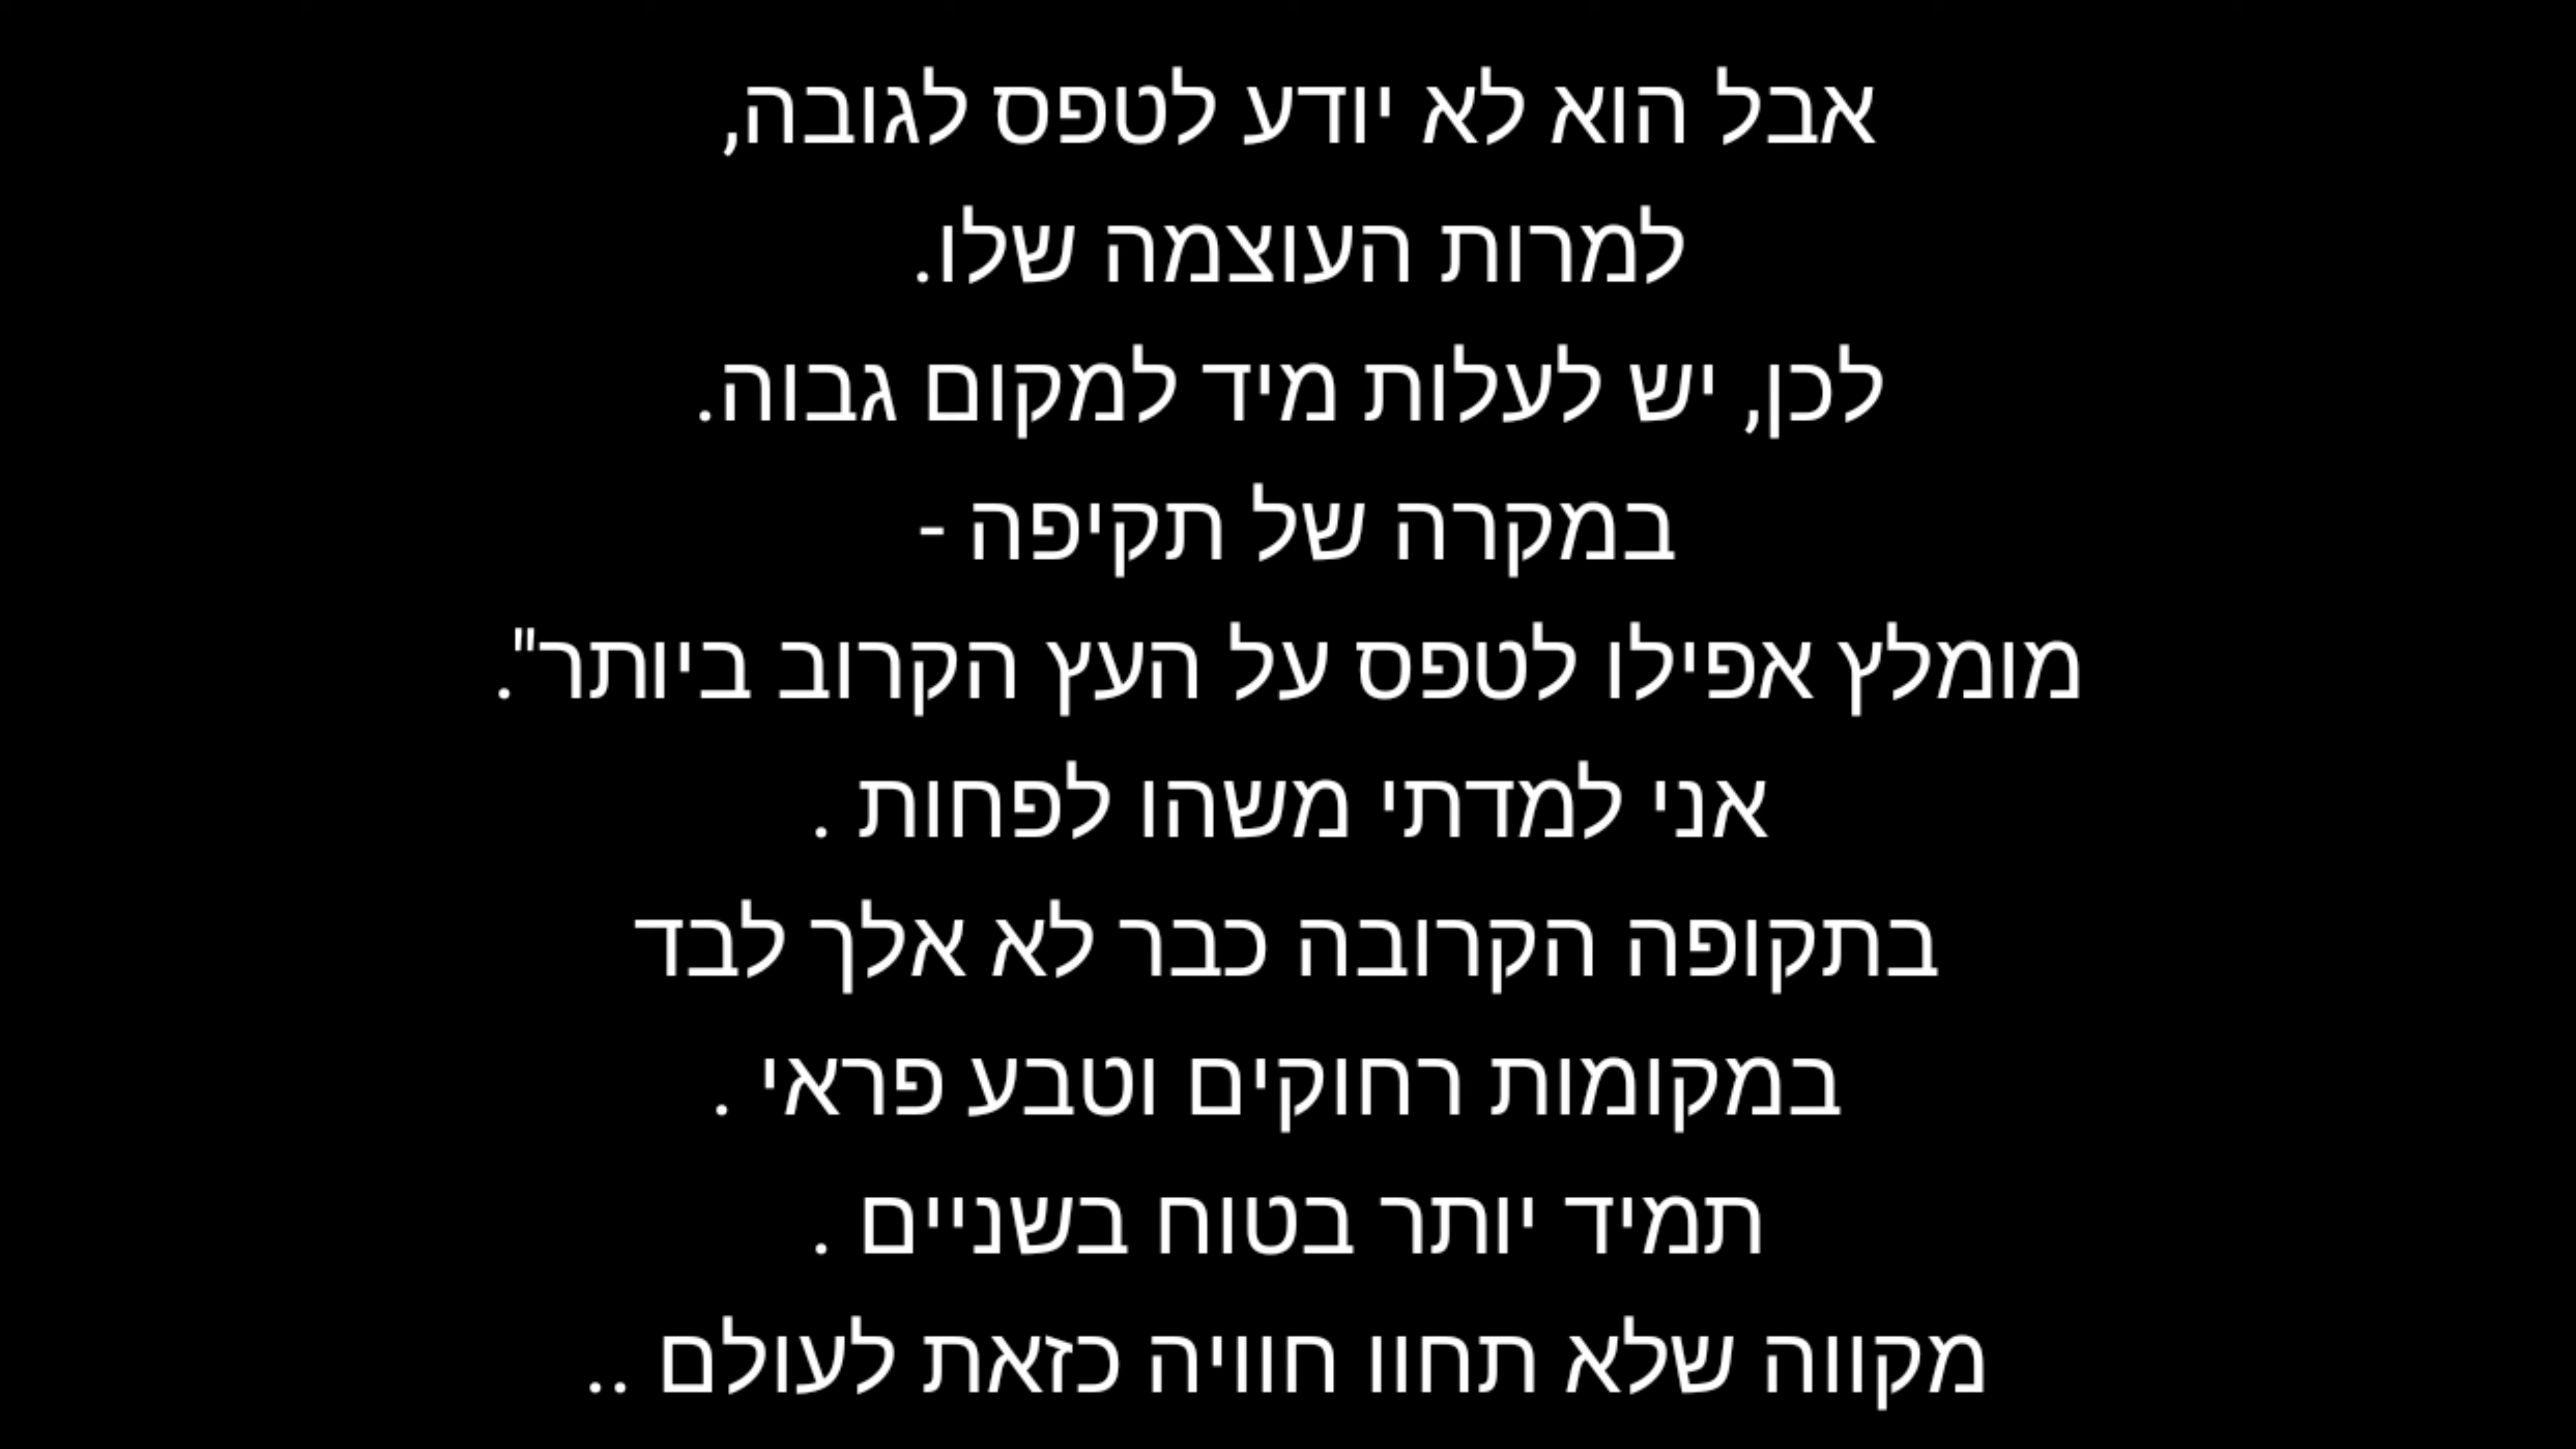 אבל הוא לא יודע לטפס לגובה,
למרות העוצמה שלו.
לכן, יש לעלות מיד למקום גבוה.
במקרה של תקיפה -
מומלץ אפילו לטפס על העץ הקרוב ביותר".
אני למדתי משהו לפחות .
בתקופה הקרובה כבר לא אלך לבד
במקומות רחוקים וטבע פראי .
תמיד יותר בטוח בשניים .
מקווה שלא תחוו חוויה כזאת לעולם ..